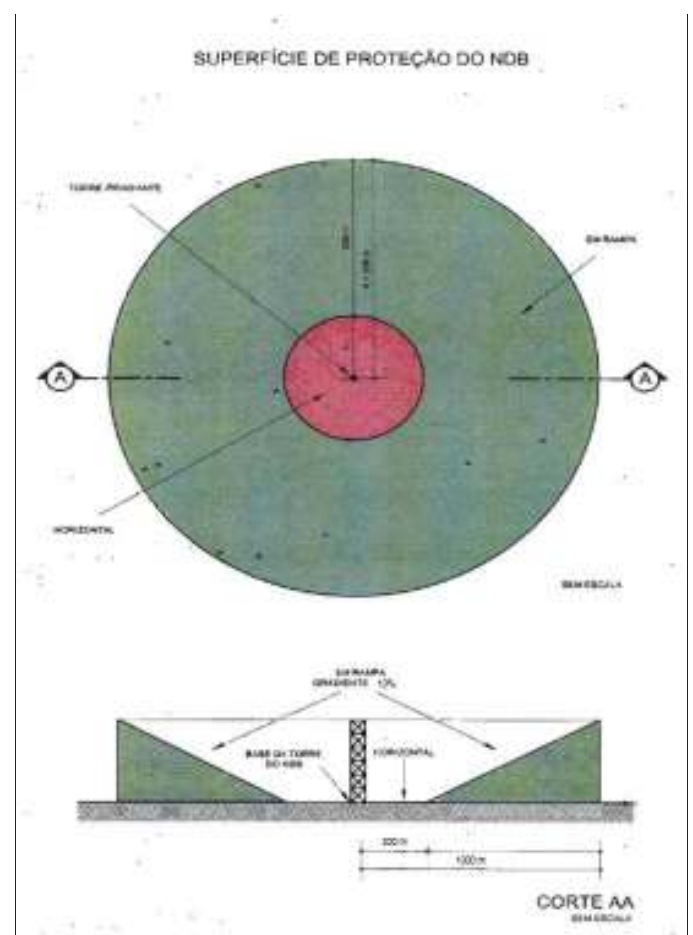 SUPERFÍCIE DE PROTEÇÃO DO NDB
TORRE IRRADIANTE
EM RAMPA
A
A
HORIZONTAL
SEM ESCALA
EM RAMPA
GRADIENTE
BASE DA TORRE
DO NDB
HORIZONTAL
1000 m
CORTE AA
SEM ESCALA